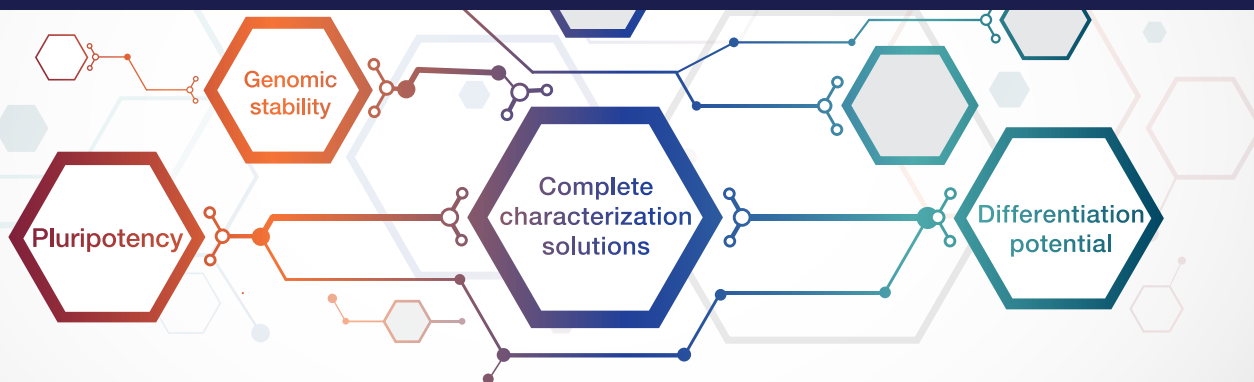 Genomic
stability
Pluripotency
Complete
characterization
solutions
Differentiation
potential